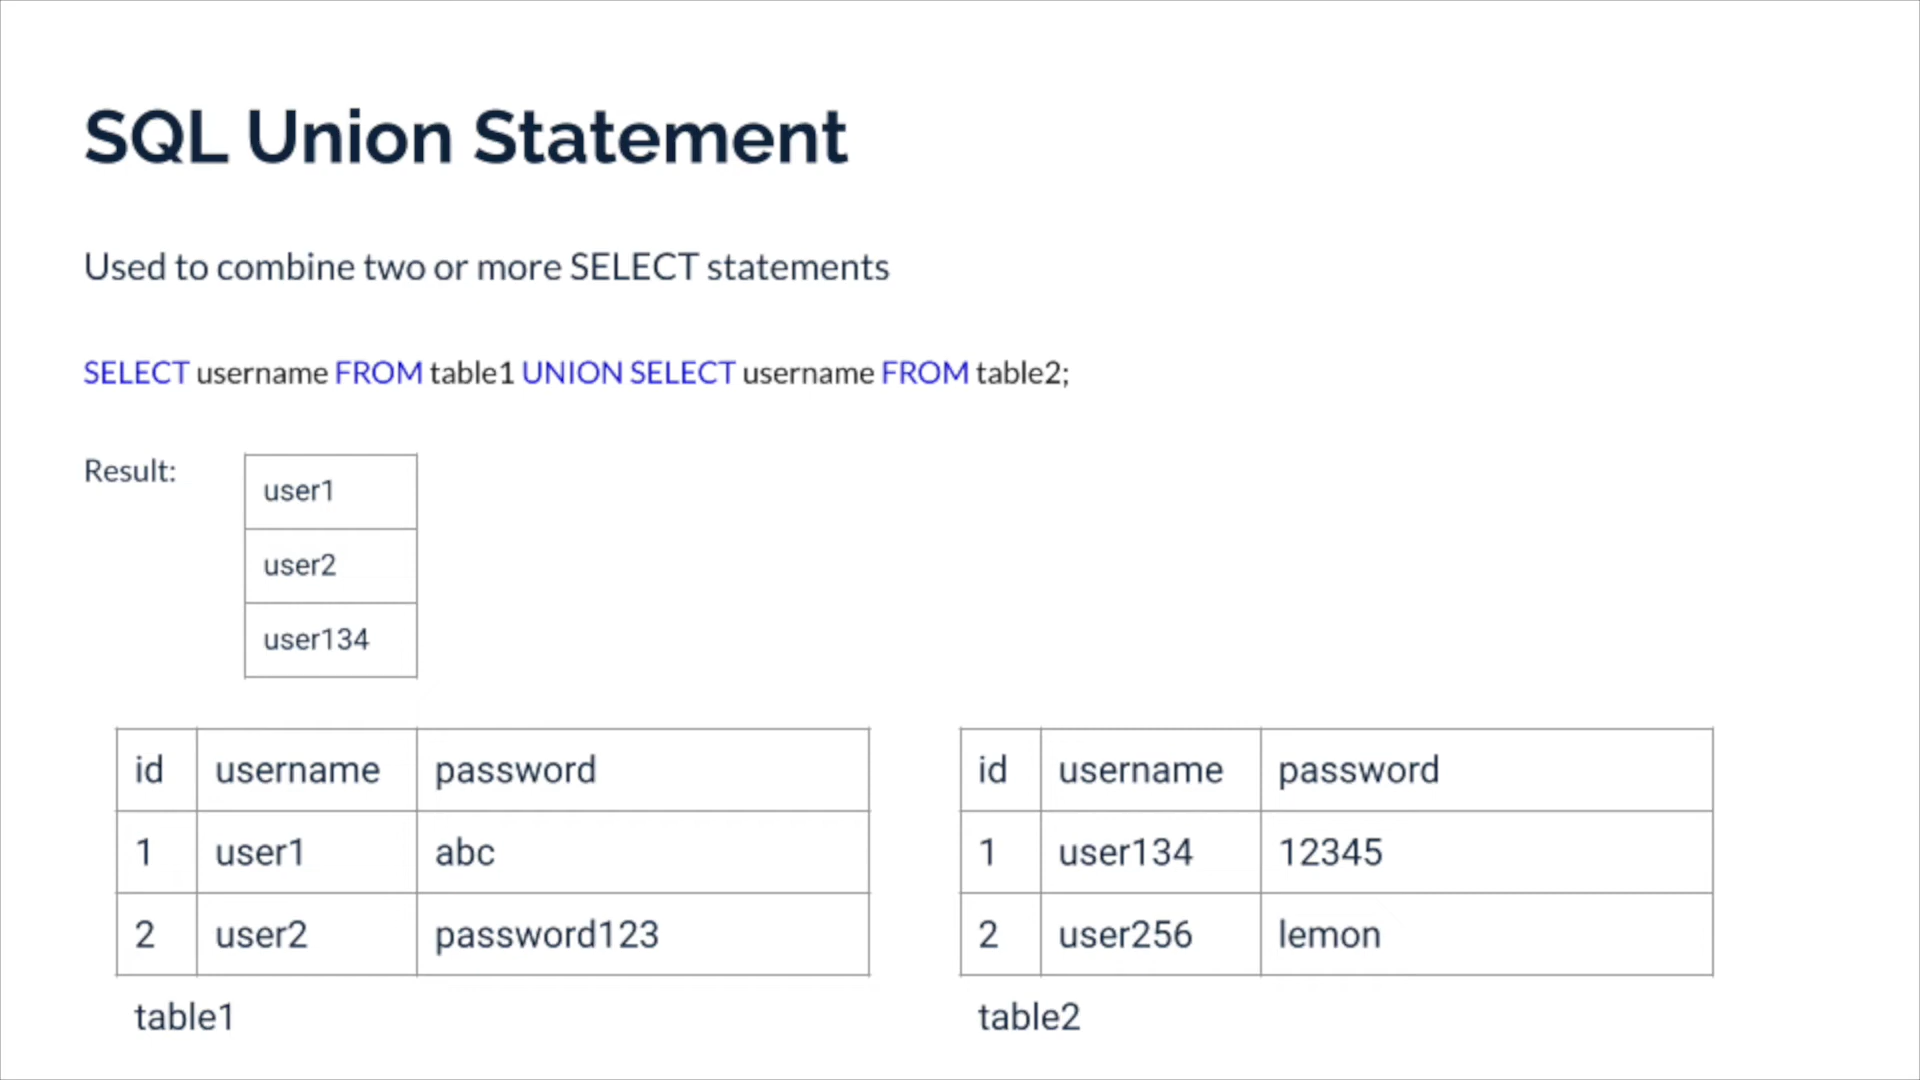 SQL Union Statement
Used to combine two or more SELECT statements
SELECT username FROM table1 UNION SELECT username FROM table2;
Result:
user1
user2
user134
id username password
1 user1 abc
2 user2 password123
table1
id username password
1 user134 12345
2 user256 lemon
table2